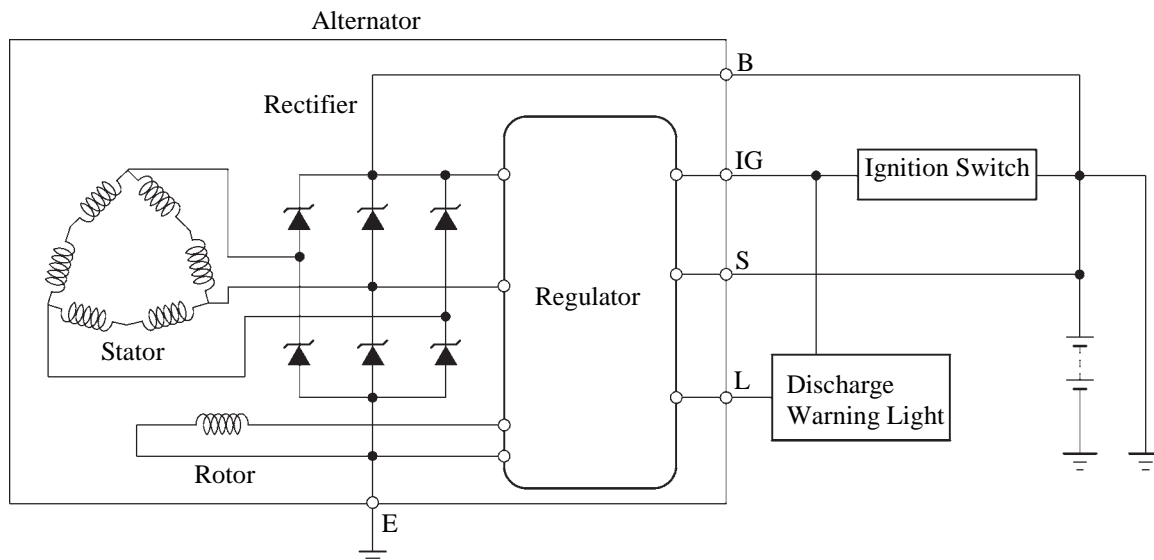 Alternator
B
Rectifier
IG
Ignition Switch
S
Regulator
Stator
L
Discharge
Warning Light
Rotor
E